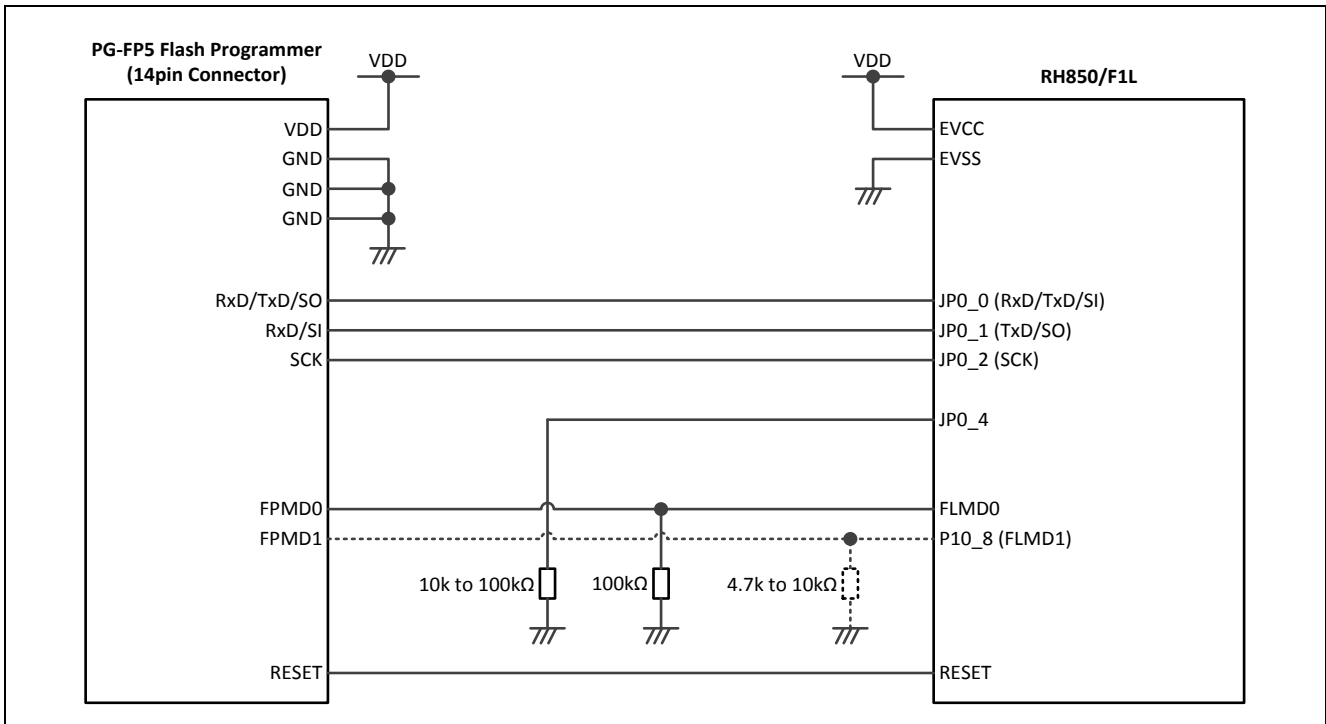 PG-FP5 Flash Programmer
(14pin Connector)
VDD
VDD
RH850/F1L
VDD
GND
GND
GND
EVCC
EVSS
RxD/TxD/SO
RxD/SI
SCK
JP0_0 (RxD/TxD/SI)
JP0_1 (TxD/SO)
JP0_2 (SCK)
JP0_4
FPMD0
FPMD1
FLMD0
P10_8 (FLMD1)
10k to 100kΩ
100kΩ
4.7k to 10kΩ
RESET
RESET